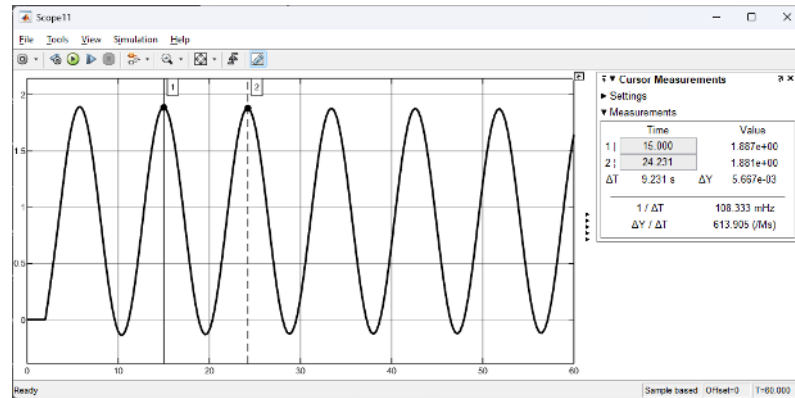 Scope11
File Tools View Simulation Help
1
2
2
1.5
1
0.5
0
0 10 20 30 40 50 60
Cursor Measurements
Settings
Measurements
Time Value
1 | 15.000 1.887e+00
2 ¦ 24.231 1.881e+00
ΔT 9.231 s ΔY 5.667e-03
1 / ΔT 108.333 mHz
ΔY / ΔT 613.905 (/Ms)
Ready
Sample based Offset=0 T=60.000